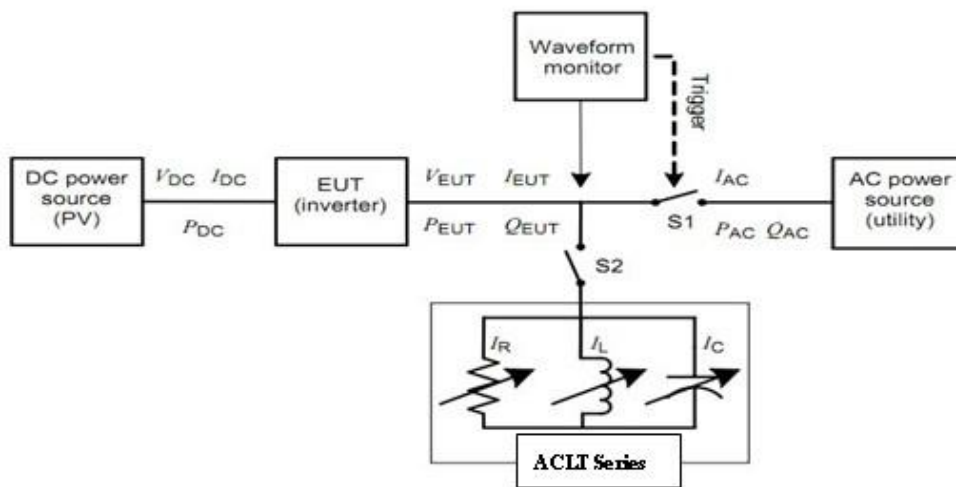 Waveform
monitor
Trigger
DC power
source
(PV)
VDC IDC
PDC
EUT
(inverter)
VEUT IEUT
PEUT QEUT
IAC
S1
PAC QAC
AC power
source
(utility)
S2
IR
IL
IC
ACLT Series